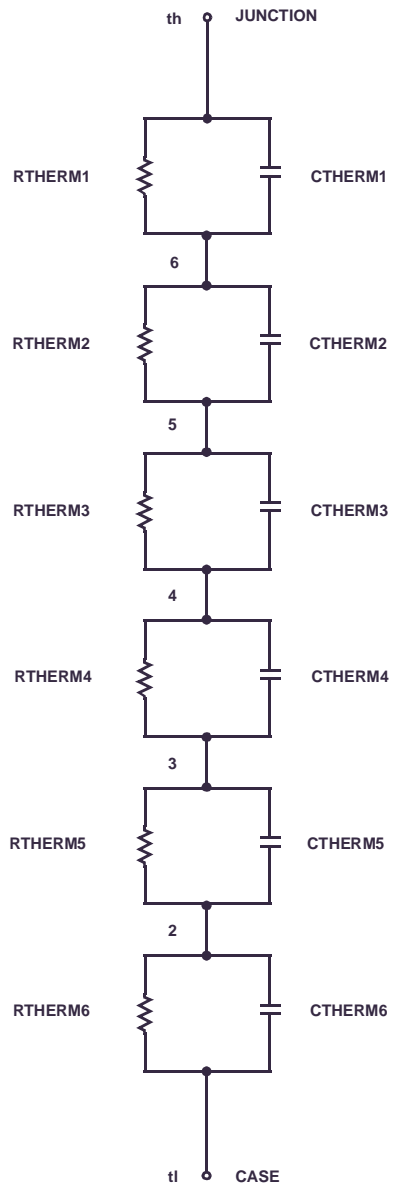 th JUNCTION
RTHERM1 CTHERM1
6
RTHERM2 CTHERM2
5
RTHERM3 CTHERM3
4
RTHERM4 CTHERM4
3
RTHERM5 CTHERM5
2
RTHERM6 CTHERM6
tl CASE